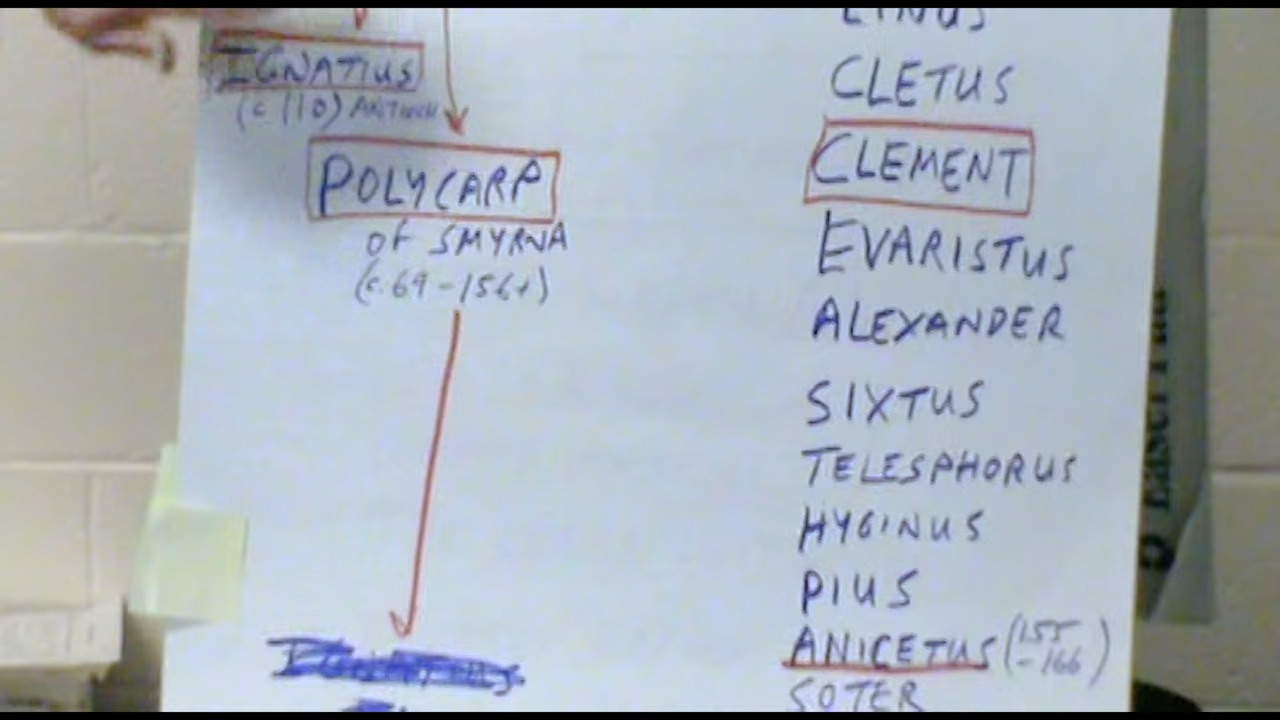 IGNATIUS
(c 110) ANTIOCH
POLYCARP
of SMYRNA
(c. 69 - 156+)
LINUS
CLETUS
CLEMENT
EVARISTUS
ALEXANDER
SIXTUS
TELESPHORUS
HYGINUS
PIUS
ANICETUS (155 - 166)
SOTER